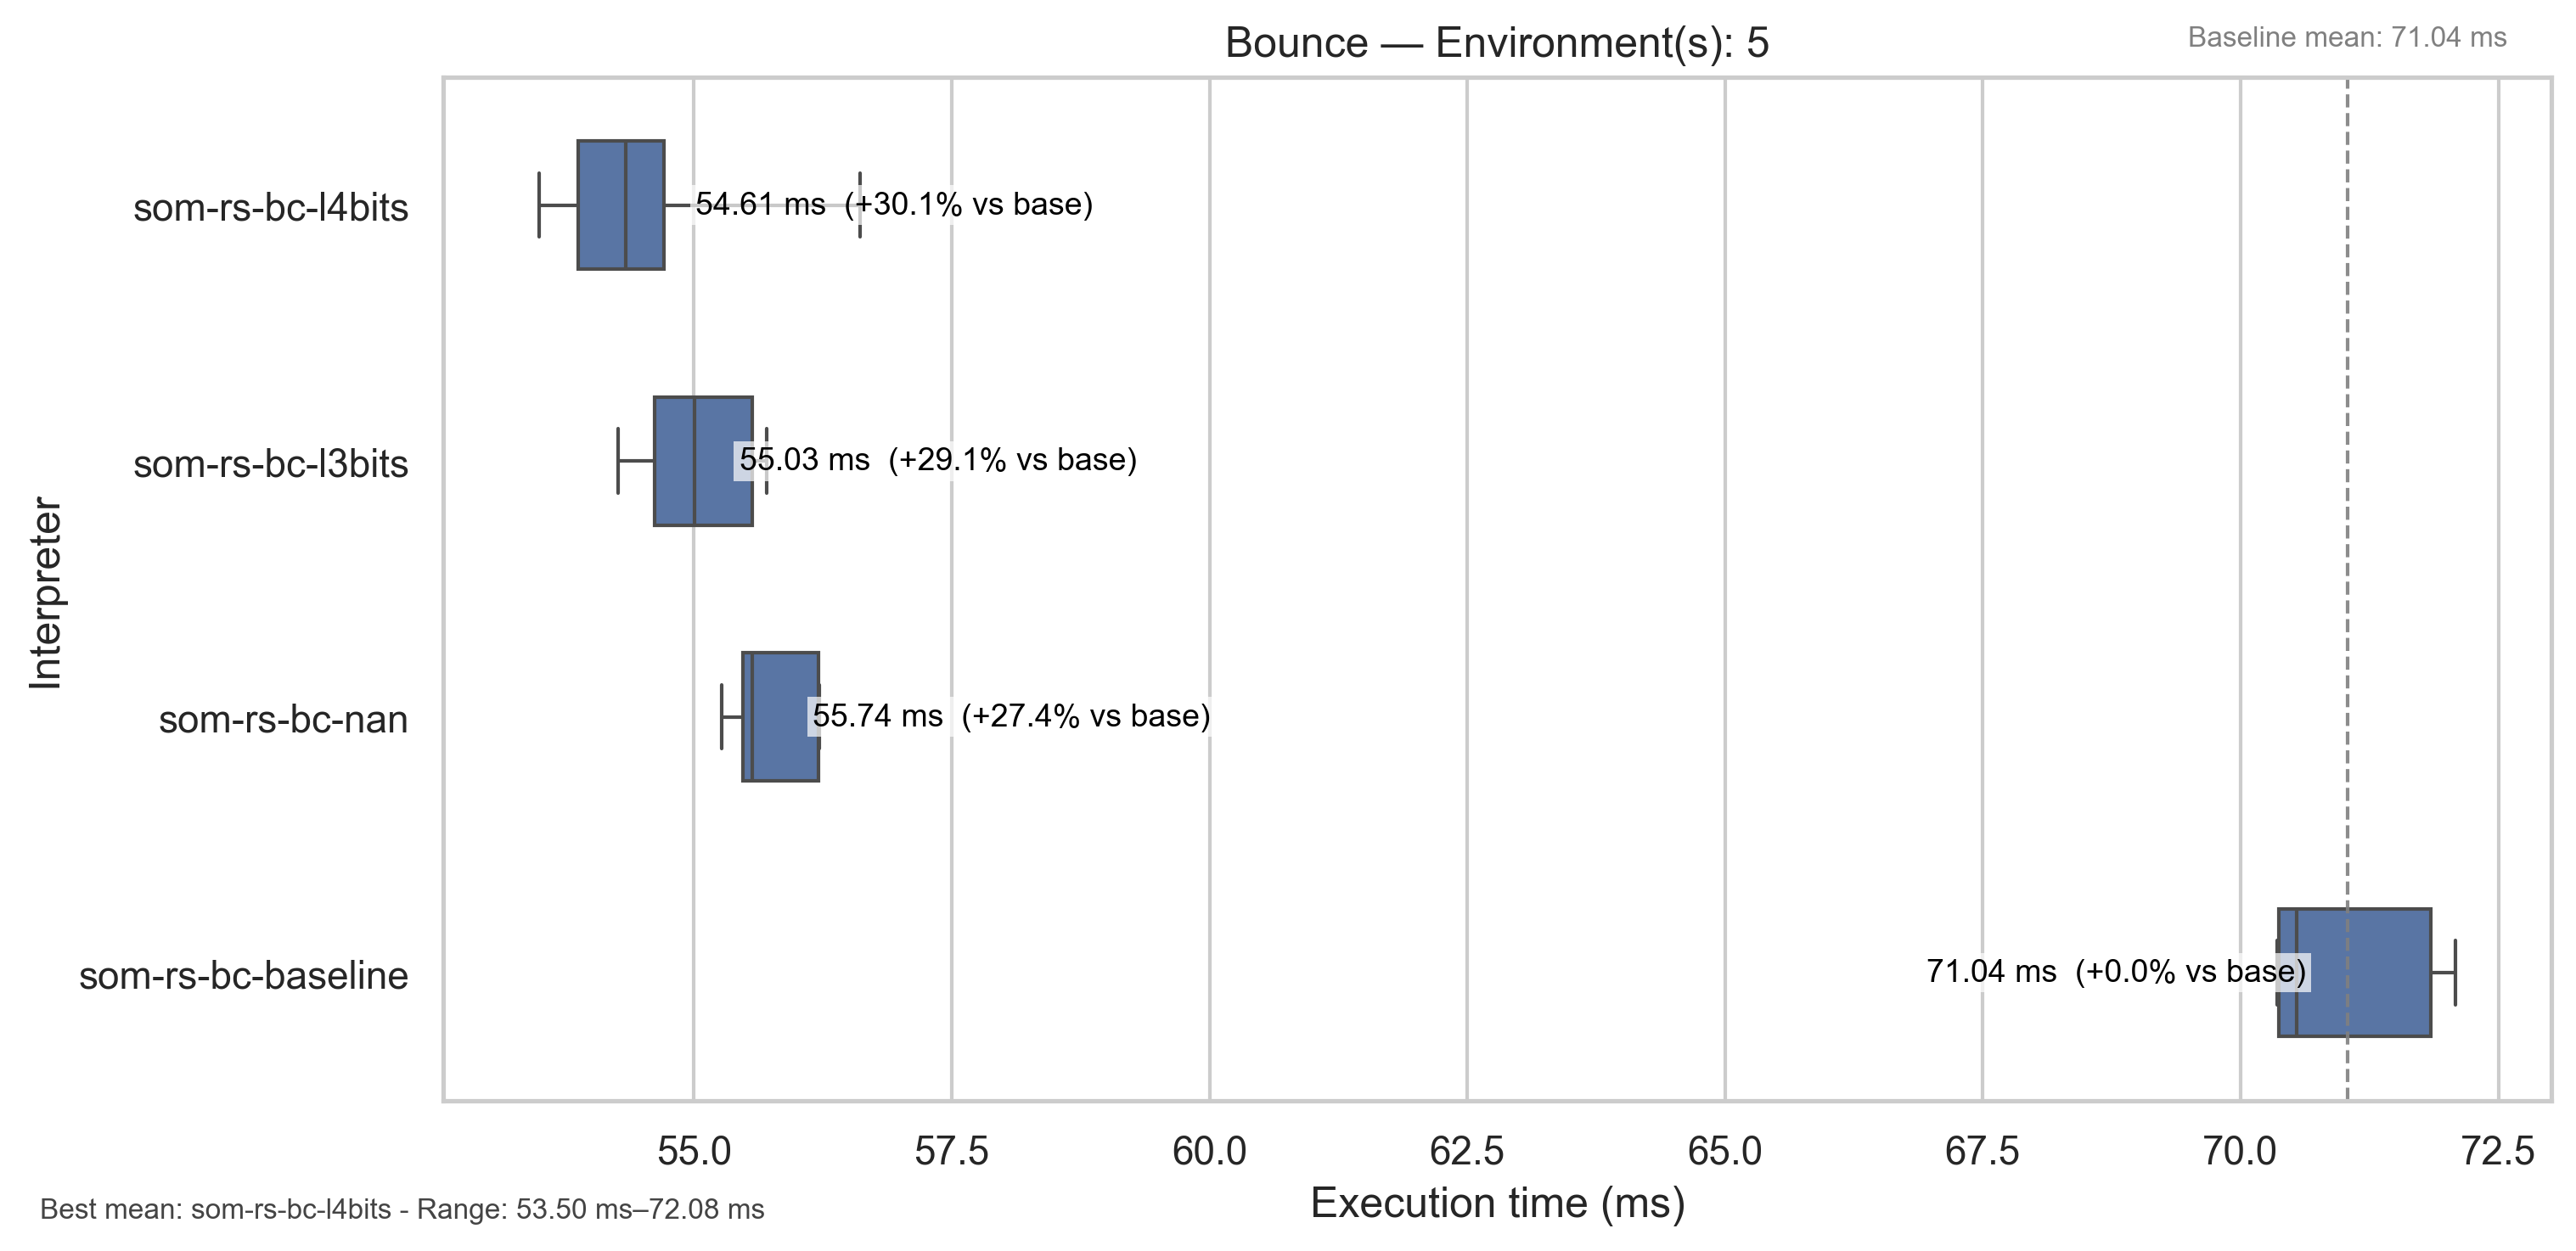 Bounce — Environment(s): 5
Baseline mean: 71.04 ms
Interpreter
som-rs-bc-l4bits
54.61 ms (+30.1% vs base)
som-rs-bc-l3bits
55.03 ms (+29.1% vs base)
som-rs-bc-nan
55.74 ms (+27.4% vs base)
som-rs-bc-baseline
71.04 ms (+0.0% vs base)
55.0 57.5 60.0 62.5 65.0 67.5 70.0 72.5
Execution time (ms)
Best mean: som-rs-bc-l4bits - Range: 53.50 ms–72.08 ms